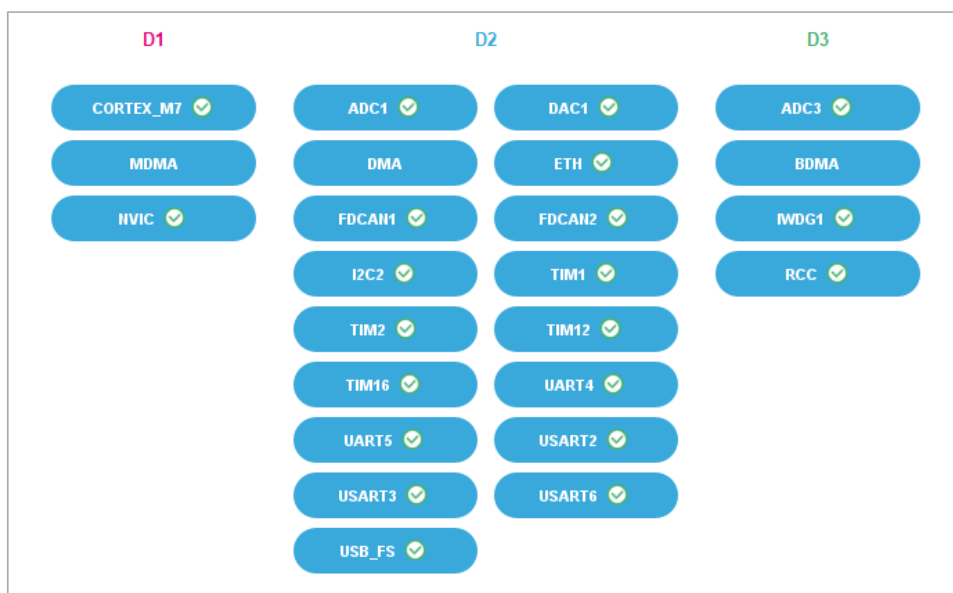 D1 D2 D3
CORTEX_M7 ADC1 DAC1 ADC3
MDMA DMA ETH BDMA
NVIC FDCAN1 FDCAN2 IWDG1
I2C2 TIM1 RCC
TIM2 TIM12
TIM16 UART4
UART5 USART2
USART3 USART6
USB_FS